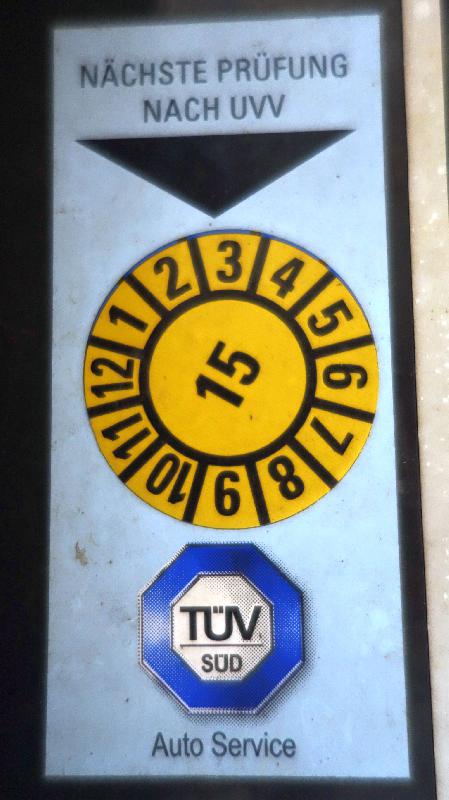 NÄCHSTE PRÜFUNG
NACH UVV
1 2 3 4 5 6 7 8 9 10 11 12
15
TÜV
SÜD
Auto Service